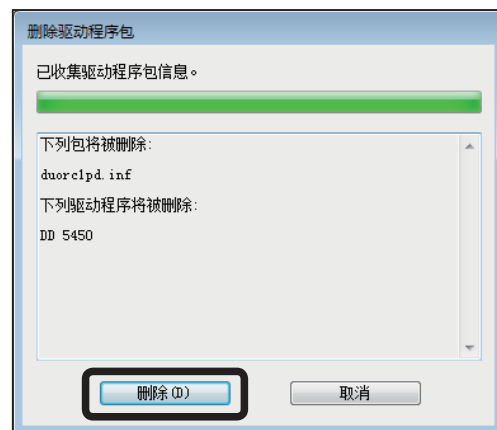 删除驱动程序包
已收集驱动程序包信息。
下列包将被删除:
duorc1pd.inf
下列驱动程序将被删除:
DD 5450
删除(D)
取消